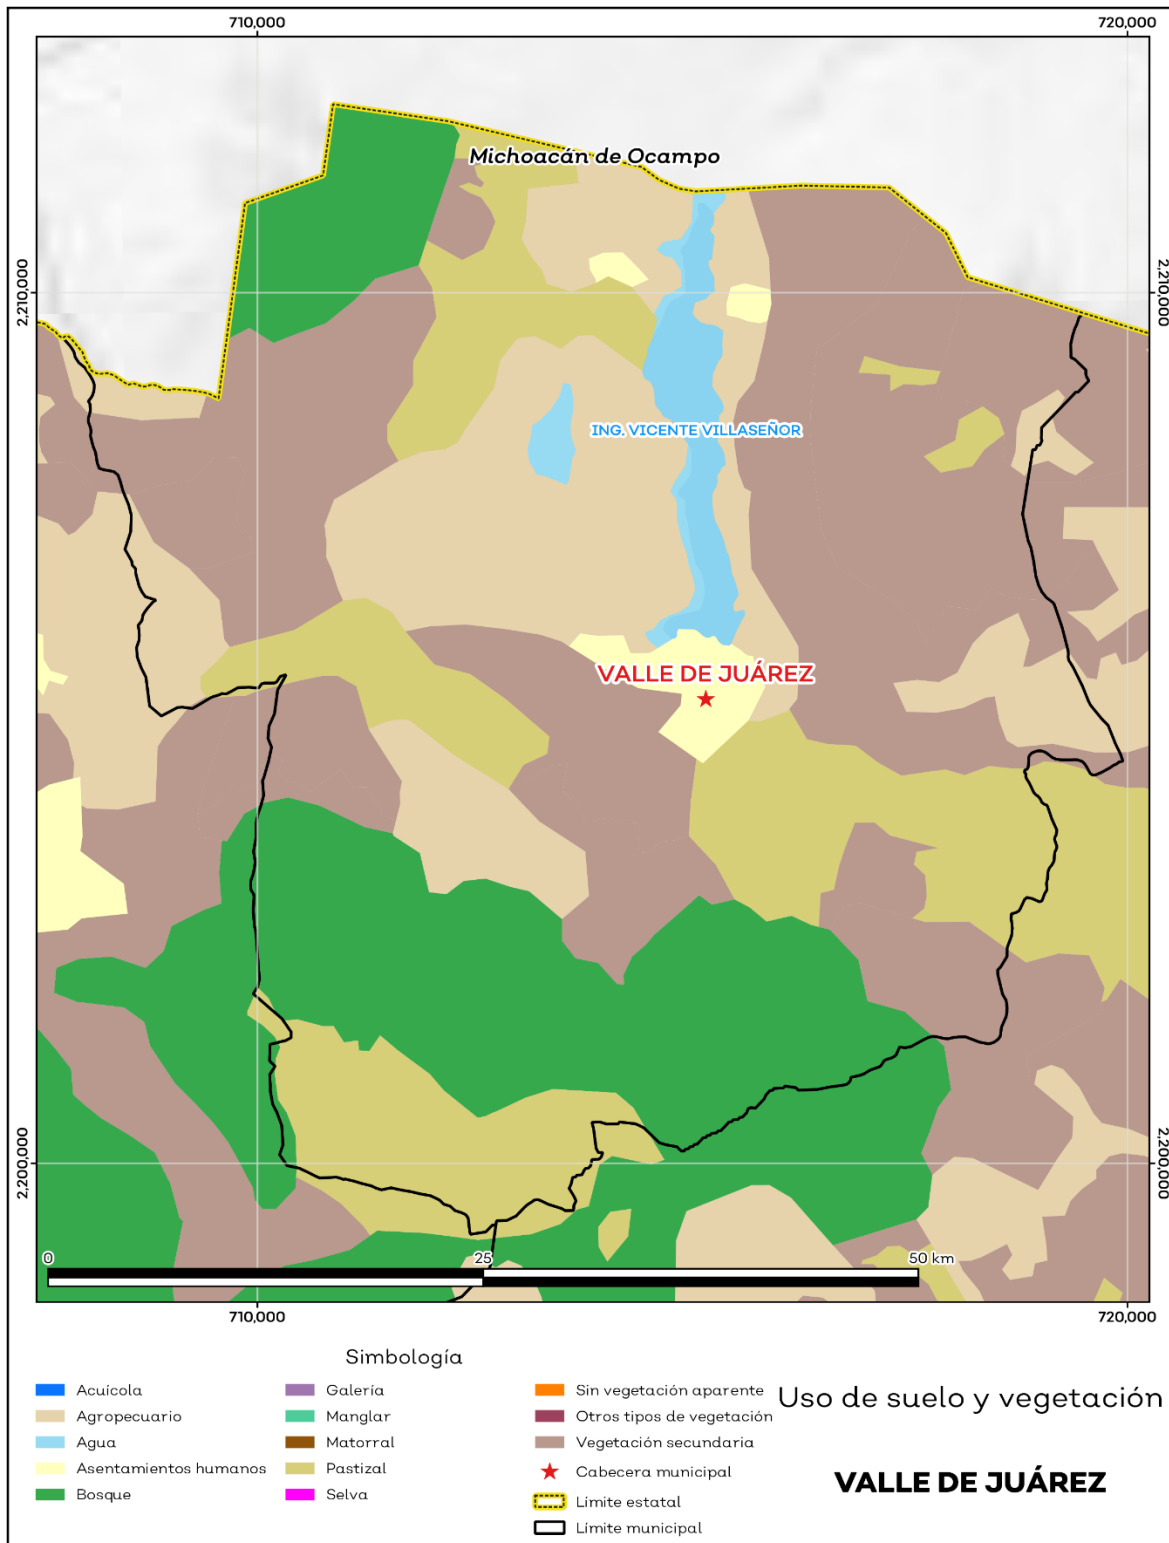 710,000
720,000
Michoacán de Ocampo
2,210,000
2,210,000
ING. VICENTE VILLASEÑOR
VALLE DE JUÁREZ
2,200,000
2,200,000
0
25
50 km
710,000
720,000
Simbología
Acuícola
Agropecuario
Agua
Asentamientos humanos
Bosque
Galería
Manglar
Matorral
Pastizal
Selva
Sin vegetación aparente
Otros tipos de vegetación
Vegetación secundaria
Cabecera municipal
Límite estatal
Límite municipal
Uso de suelo y vegetación
VALLE DE JUÁREZ